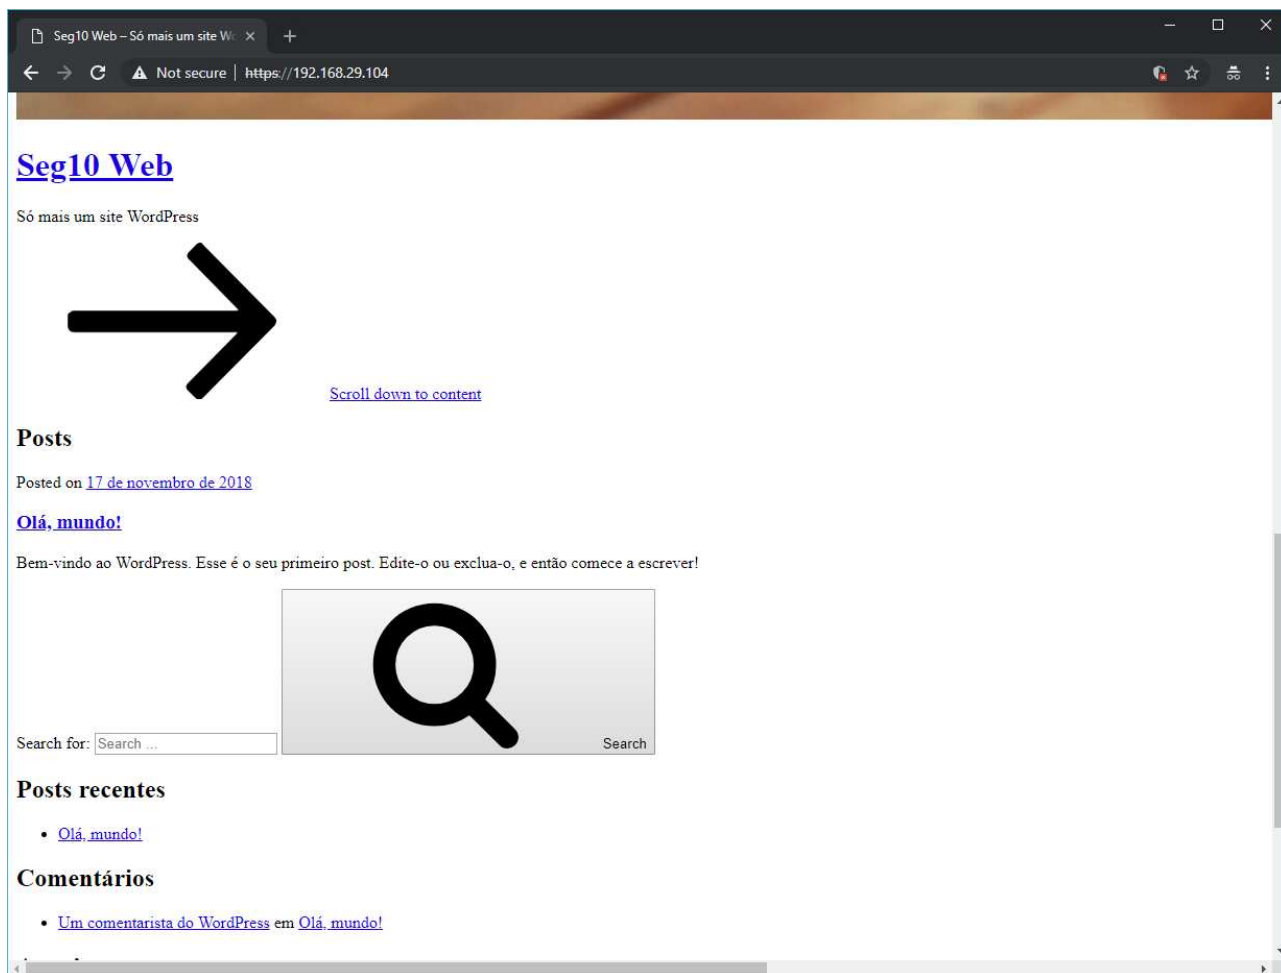 Seg10 Web – Só mais um site W
Not secure | https://192.168.29.104
Seg10 Web
Só mais um site WordPress
Scroll down to content
Posts
Posted on 17 de novembro de 2018
Olá, mundo!
Bem-vindo ao WordPress. Esse é o seu primeiro post. Edite-o ou exclua-o, e então comece a escrever!
Search for: Search ... Search
Posts recentes
Olá, mundo!
Comentários
Um comentarista do WordPress em Olá, mundo!